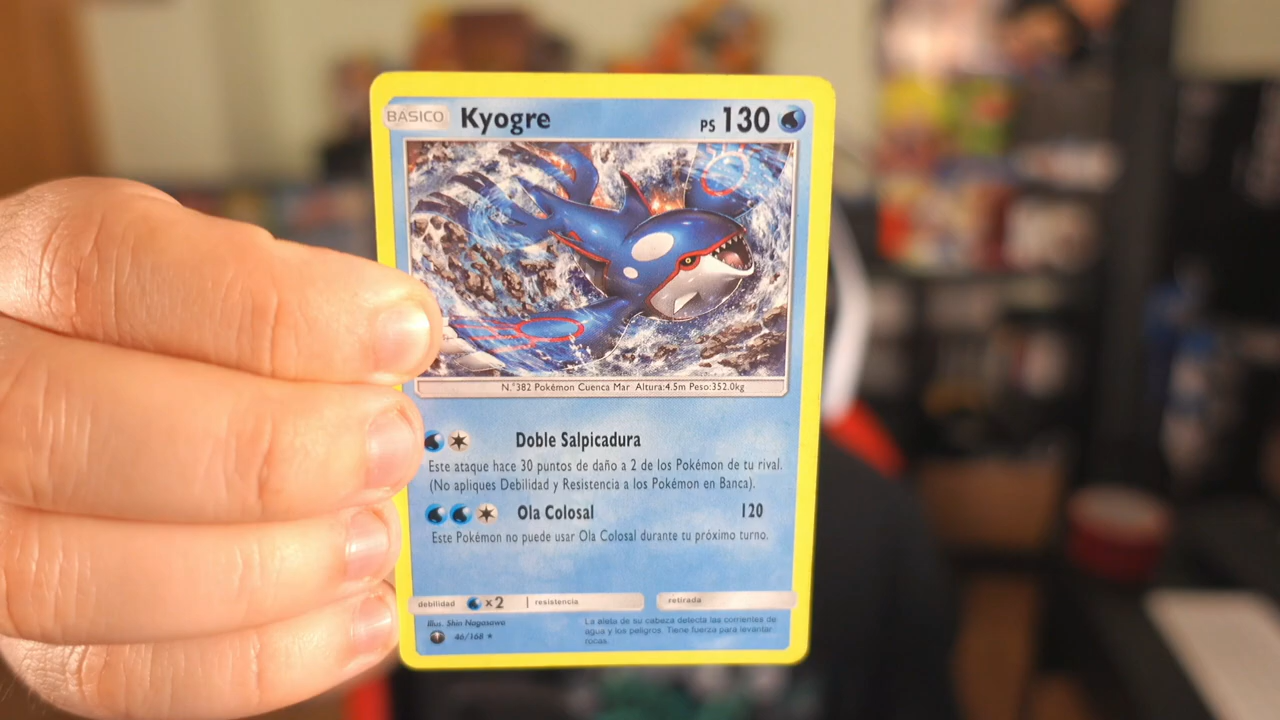 BÁSICO Kyogre PS 130
N.°382 Pokémon Cuenca Mar Altura:4.5m Peso:352.0kg
Doble Salpicadura
Este ataque hace 30 puntos de daño a 2 de los Pokémon de tu rival.
(No apliques Debilidad y Resistencia a los Pokémon en Banca).
Ola Colosal 120
Este Pokémon no puede usar Ola Colosal durante tu próximo turno.
debilidad ×2 resistencia retirada
Illus. Shin Nagasawa
46/168
La aleta de su cabeza detecta las corrientes de
agua y los peligros. Tiene fuerza para levantar
rocas.